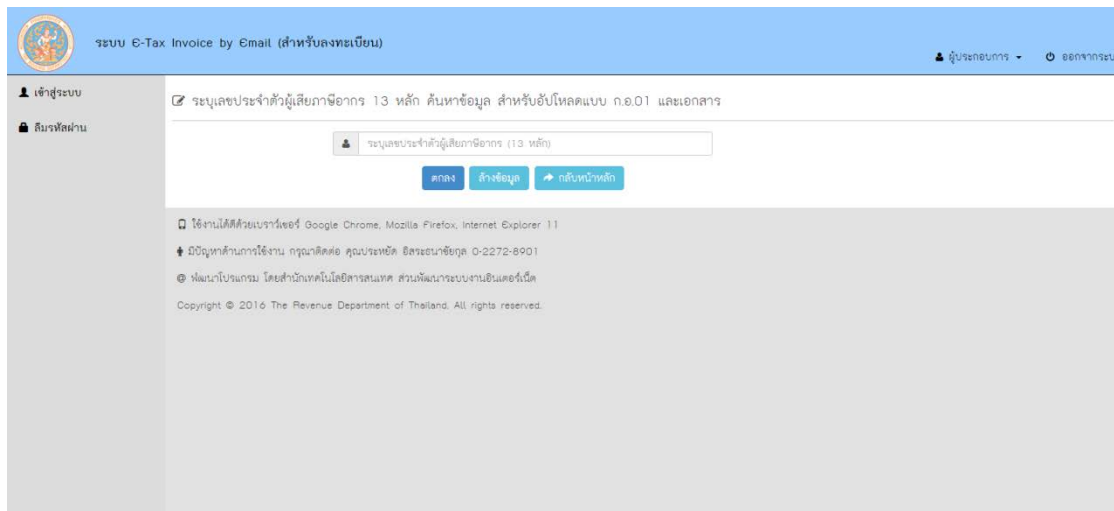 ระบบ E-Tax Invoice by Email (สำหรับลงทะเบียน)
ผู้ประกอบการ ออกจากระบ
เข้าสู่ระบบ
ลืมรหัสผ่าน
ระบุเลขประจำตัวผู้เสียภาษีอากร 13 หลัก ค้นหาข้อมูล สำหรับอัปโหลดแบบ ก.อ.01 และเอกสาร
ระบุเลขประจำตัวผู้เสียภาษีอากร (13 หลัก)
ตกลง ล้างข้อมูล กลับหน้าหลัก
ใช้งานได้ดีด้วยเบราว์เซอร์ Google Chrome, Mozilla Firefox, Internet Explorer 11
มีปัญหาด้านการใช้งาน กรุณาติดต่อ คุณประหยัด อิสระธนาชัยกุล 0-2272-8901
@ พัฒนาโปรแกรม โดยสำนักเทคโนโลยีสารสนเทศ ส่วนพัฒนาระบบงานอินเตอร์เน็ต
Copyright © 2016 The Revenue Department of Thailand. All rights reserved.